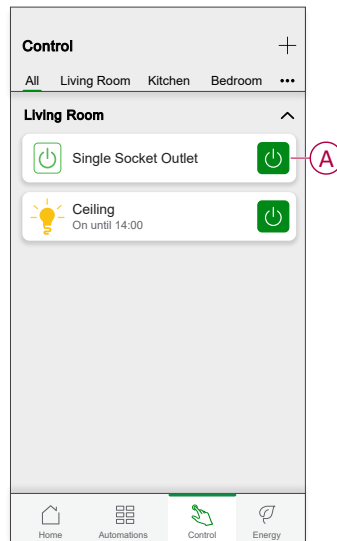 Control
All Living Room Kitchen Bedroom •••
Living Room
Single Socket Outlet
A
Ceiling
On until 14:00
Home Automations Control Energy